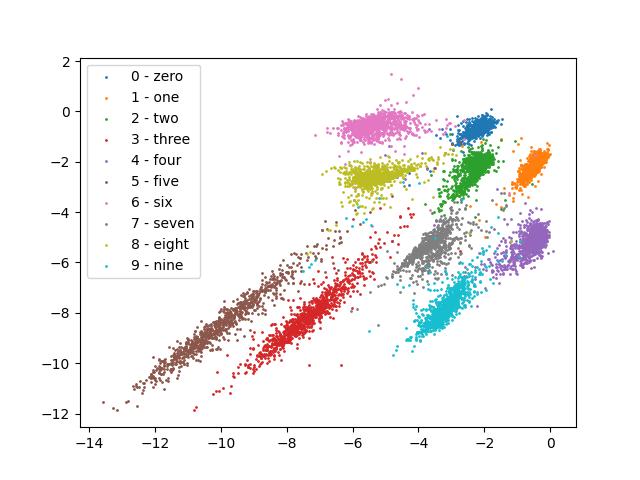 2
0
−2
−4
−6
−8
−10
−12
0 - zero
1 - one
2 - two
3 - three
4 - four
5 - five
6 - six
7 - seven
8 - eight
9 - nine
−14 −12 −10 −8 −6 −4 −2 0